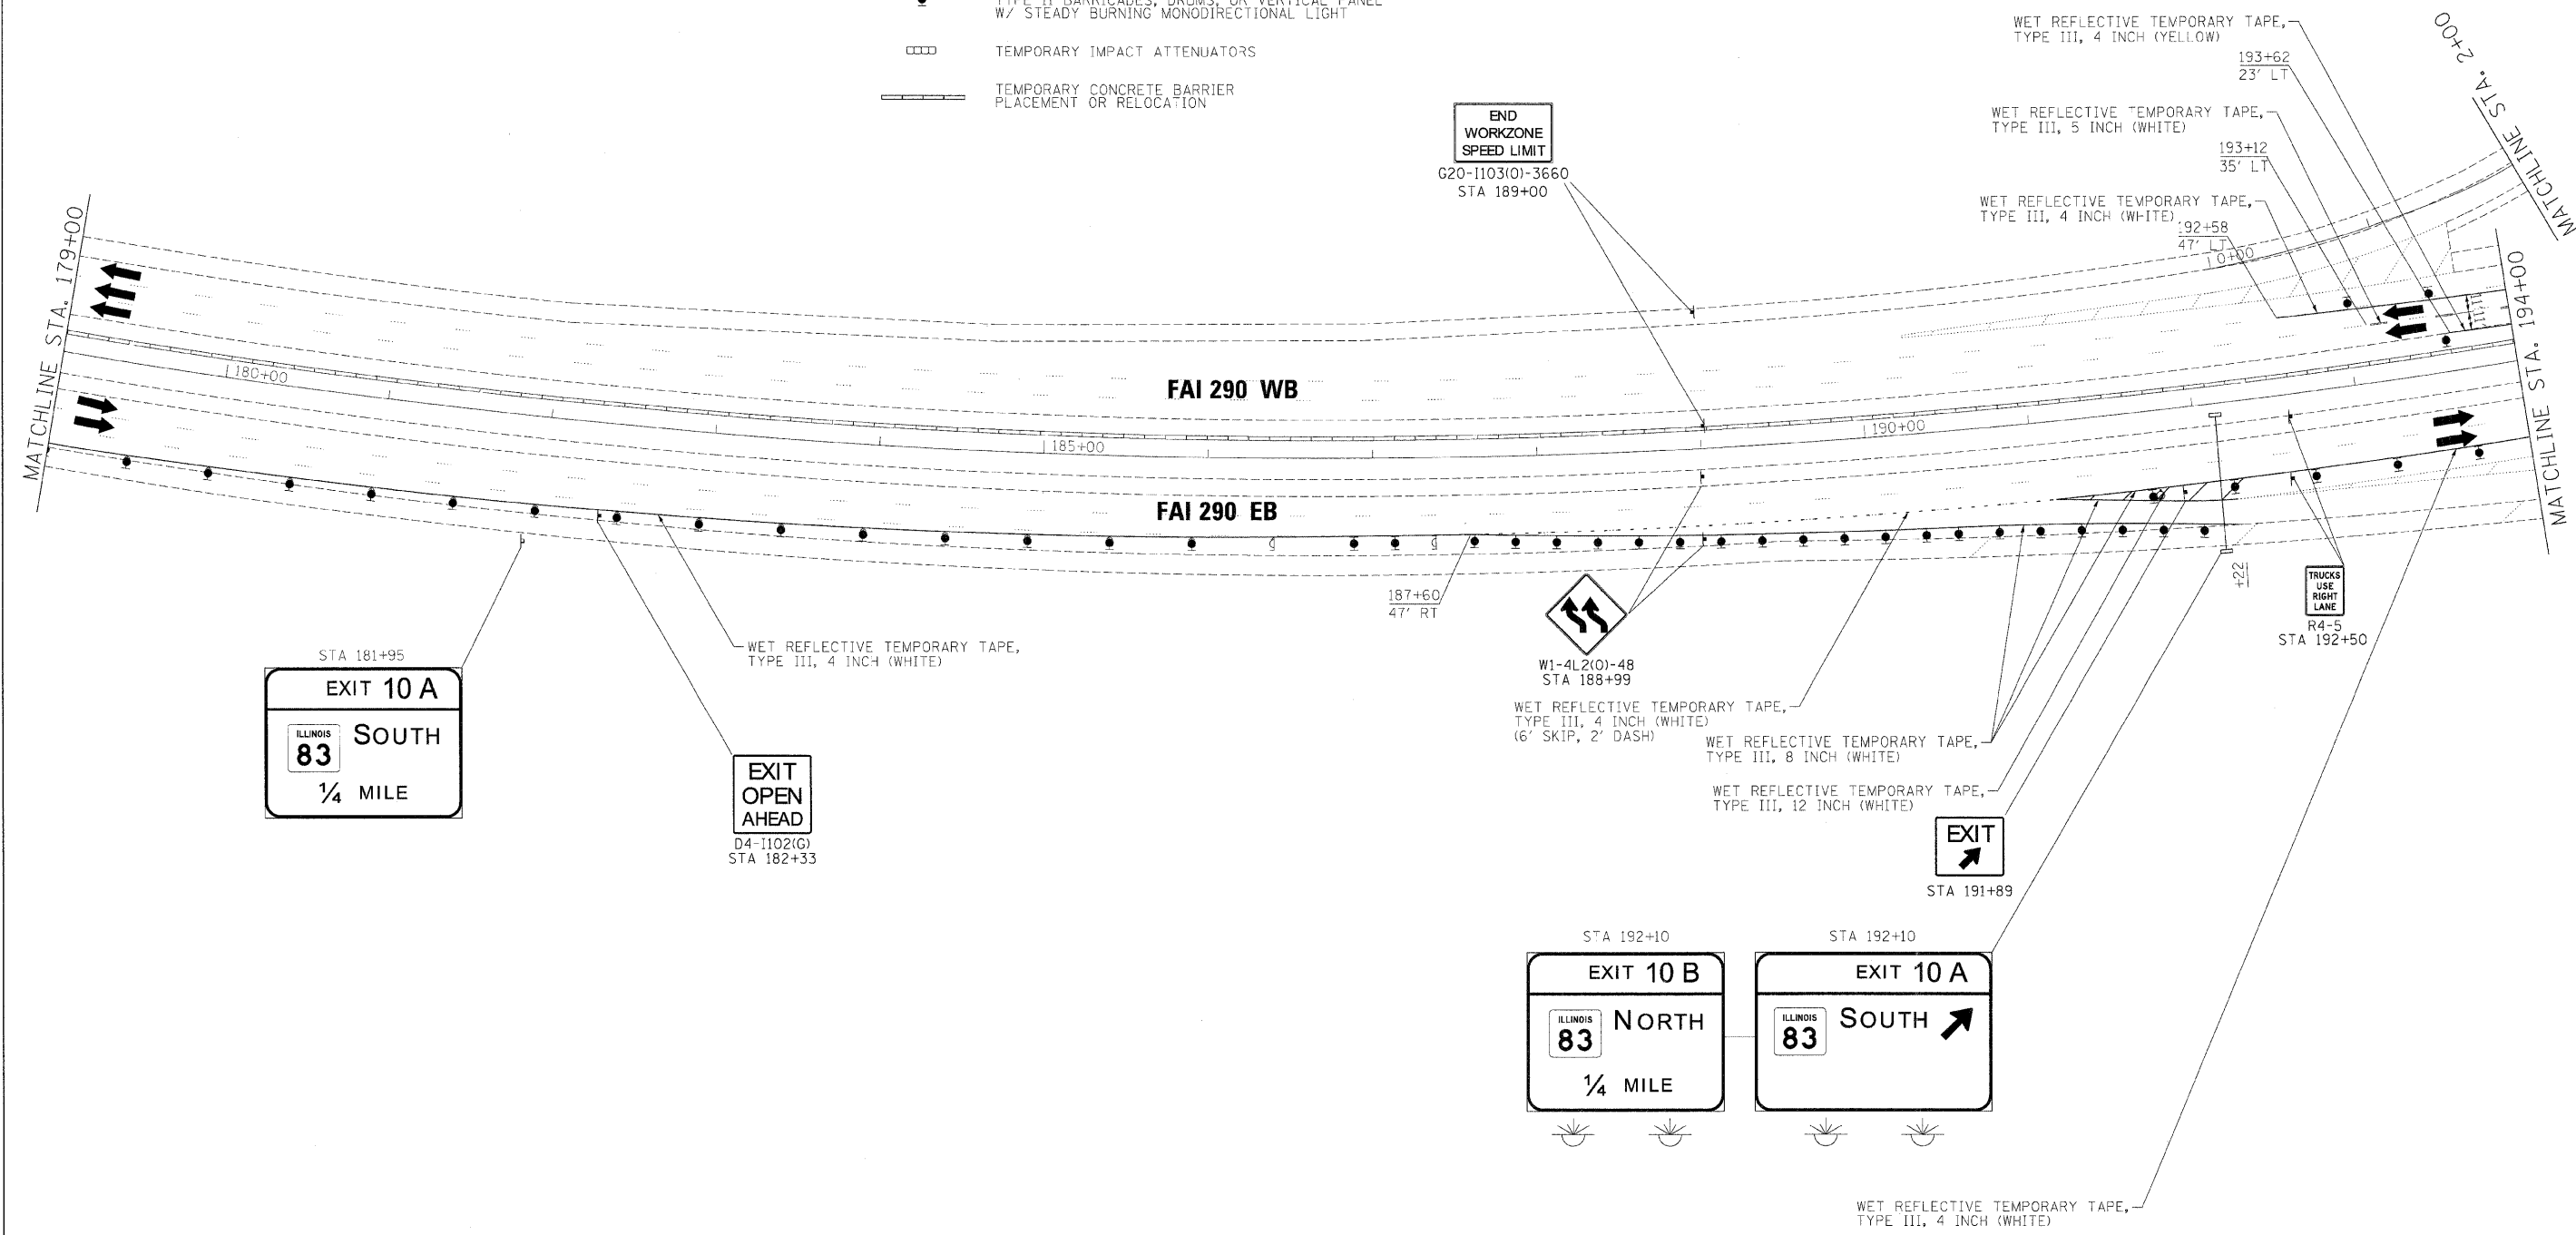 TYPE II BARRICADES, DRUMS, OR VERTICAL PANEL
W/ STEADY BURNING MONODIRECTIONAL LIGHT
TEMPORARY IMPACT ATTENUATORS
TEMPORARY CONCRETE BARRIER
PLACEMENT OR RELOCATION
END
WORKZONE
SPEED LIMIT
G20-I103(O)-3660
STA 189+00
WET REFLECTIVE TEMPORARY TAPE,
TYPE III, 4 INCH (YELLOW)
193+62
23' LT
WET REFLECTIVE TEMPORARY TAPE,
TYPE III, 5 INCH (WHITE)
193+12
35' LT
WET REFLECTIVE TEMPORARY TAPE,
TYPE III, 4 INCH (WHITE)
192+58
47' LT
0+00
MATCHLINE STA. 2+00
MATCHLINE STA. 179+00
MATCHLINE STA. 194+00
11'
11'
180+00
FAI 290 WB
185+00
190+00
FAI 290 EB
187+60
47' RT
+22
WET REFLECTIVE TEMPORARY TAPE,
TYPE III, 4 INCH (WHITE)
STA 181+95
EXIT 10 A
ILLINOIS
83 SOUTH
1/4 MILE
EXIT
OPEN
AHEAD
D4-I102(G)
STA 182+33
W1-4L2(O)-48
STA 188+99
TRUCKS
USE
RIGHT
LANE
R4-5
STA 192+50
WET REFLECTIVE TEMPORARY TAPE,
TYPE III, 4 INCH (WHITE)
(6' SKIP, 2' DASH)
WET REFLECTIVE TEMPORARY TAPE,
TYPE III, 8 INCH (WHITE)
WET REFLECTIVE TEMPORARY TAPE,
TYPE III, 12 INCH (WHITE)
EXIT
STA 191+89
STA 192+10
EXIT 10 B
ILLINOIS
83 NORTH
1/4 MILE
STA 192+10
EXIT 10 A
ILLINOIS
83 SOUTH
WET REFLECTIVE TEMPORARY TAPE,
TYPE III, 4 INCH (WHITE)